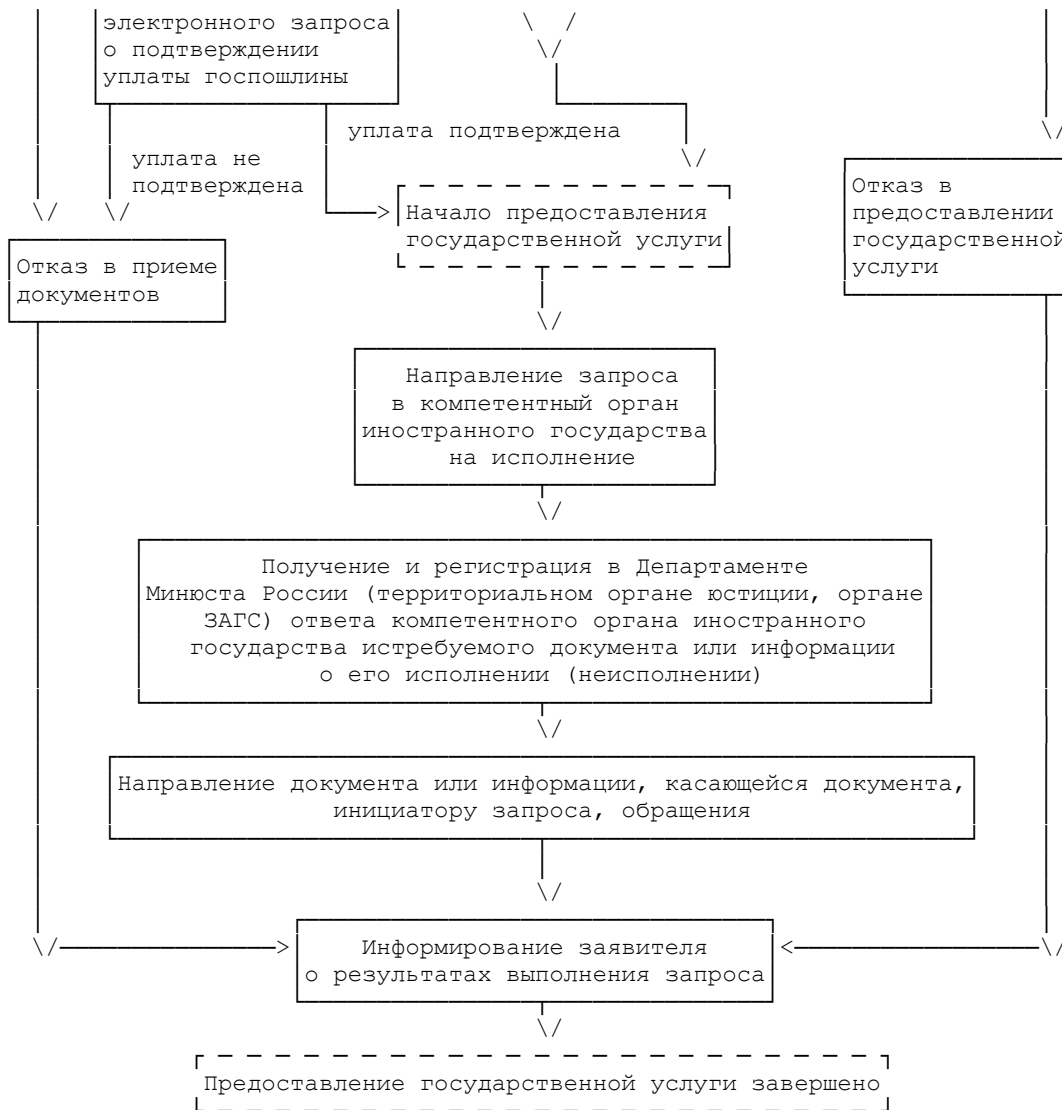 электронного запроса
о подтверждении
уплаты госпошлины
уплата подтверждена
уплата не
подтверждена
Начало предоставления
государственной услуги
Отказ в
предоставлении
государственной
услуги
Отказ в приеме
документов
Направление запроса
в компетентный орган
иностранного государства
на исполнение
Получение и регистрация в Департаменте
Минюста России (территориальном органе юстиции, органе
ЗАГС) ответа компетентного органа иностранного
государства истребуемого документа или информации
о его исполнении (неисполнении)
Направление документа или информации, касающейся документа,
инициатору запроса, обращения
Информирование заявителя
о результатах выполнения запроса
Предоставление государственной услуги завершено